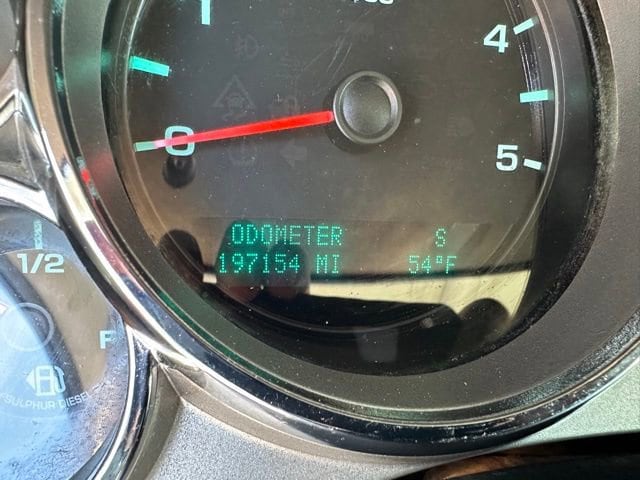 1
4
5
0
ODOMETER S
197154 MI 54°F
1/2
F
SULPHUR DIESEL